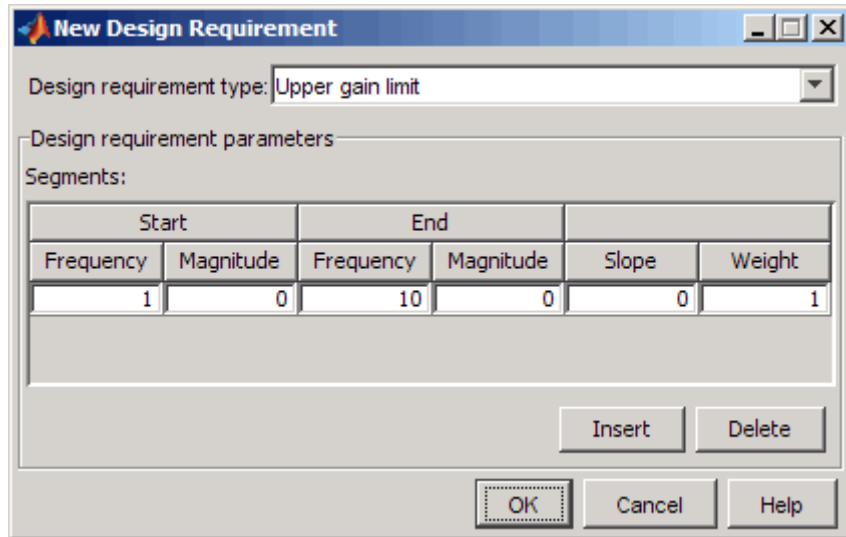 New Design Requirement
Design requirement type: Upper gain limit
Design requirement parameters
Segments:
Start End
Frequency Magnitude Frequency Magnitude Slope Weight
1 0 10 0 0 1
Insert Delete
OK Cancel Help